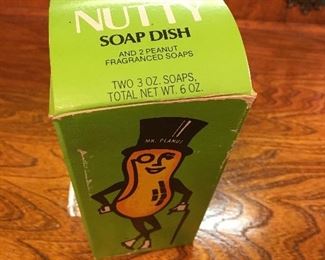 NUTTY
SOAP DISH
AND 2 PEANUT
FRAGRANCED SOAPS
TWO 3 OZ. SOAPS,
TOTAL NET WT. 6 OZ.
MR. PEANUT